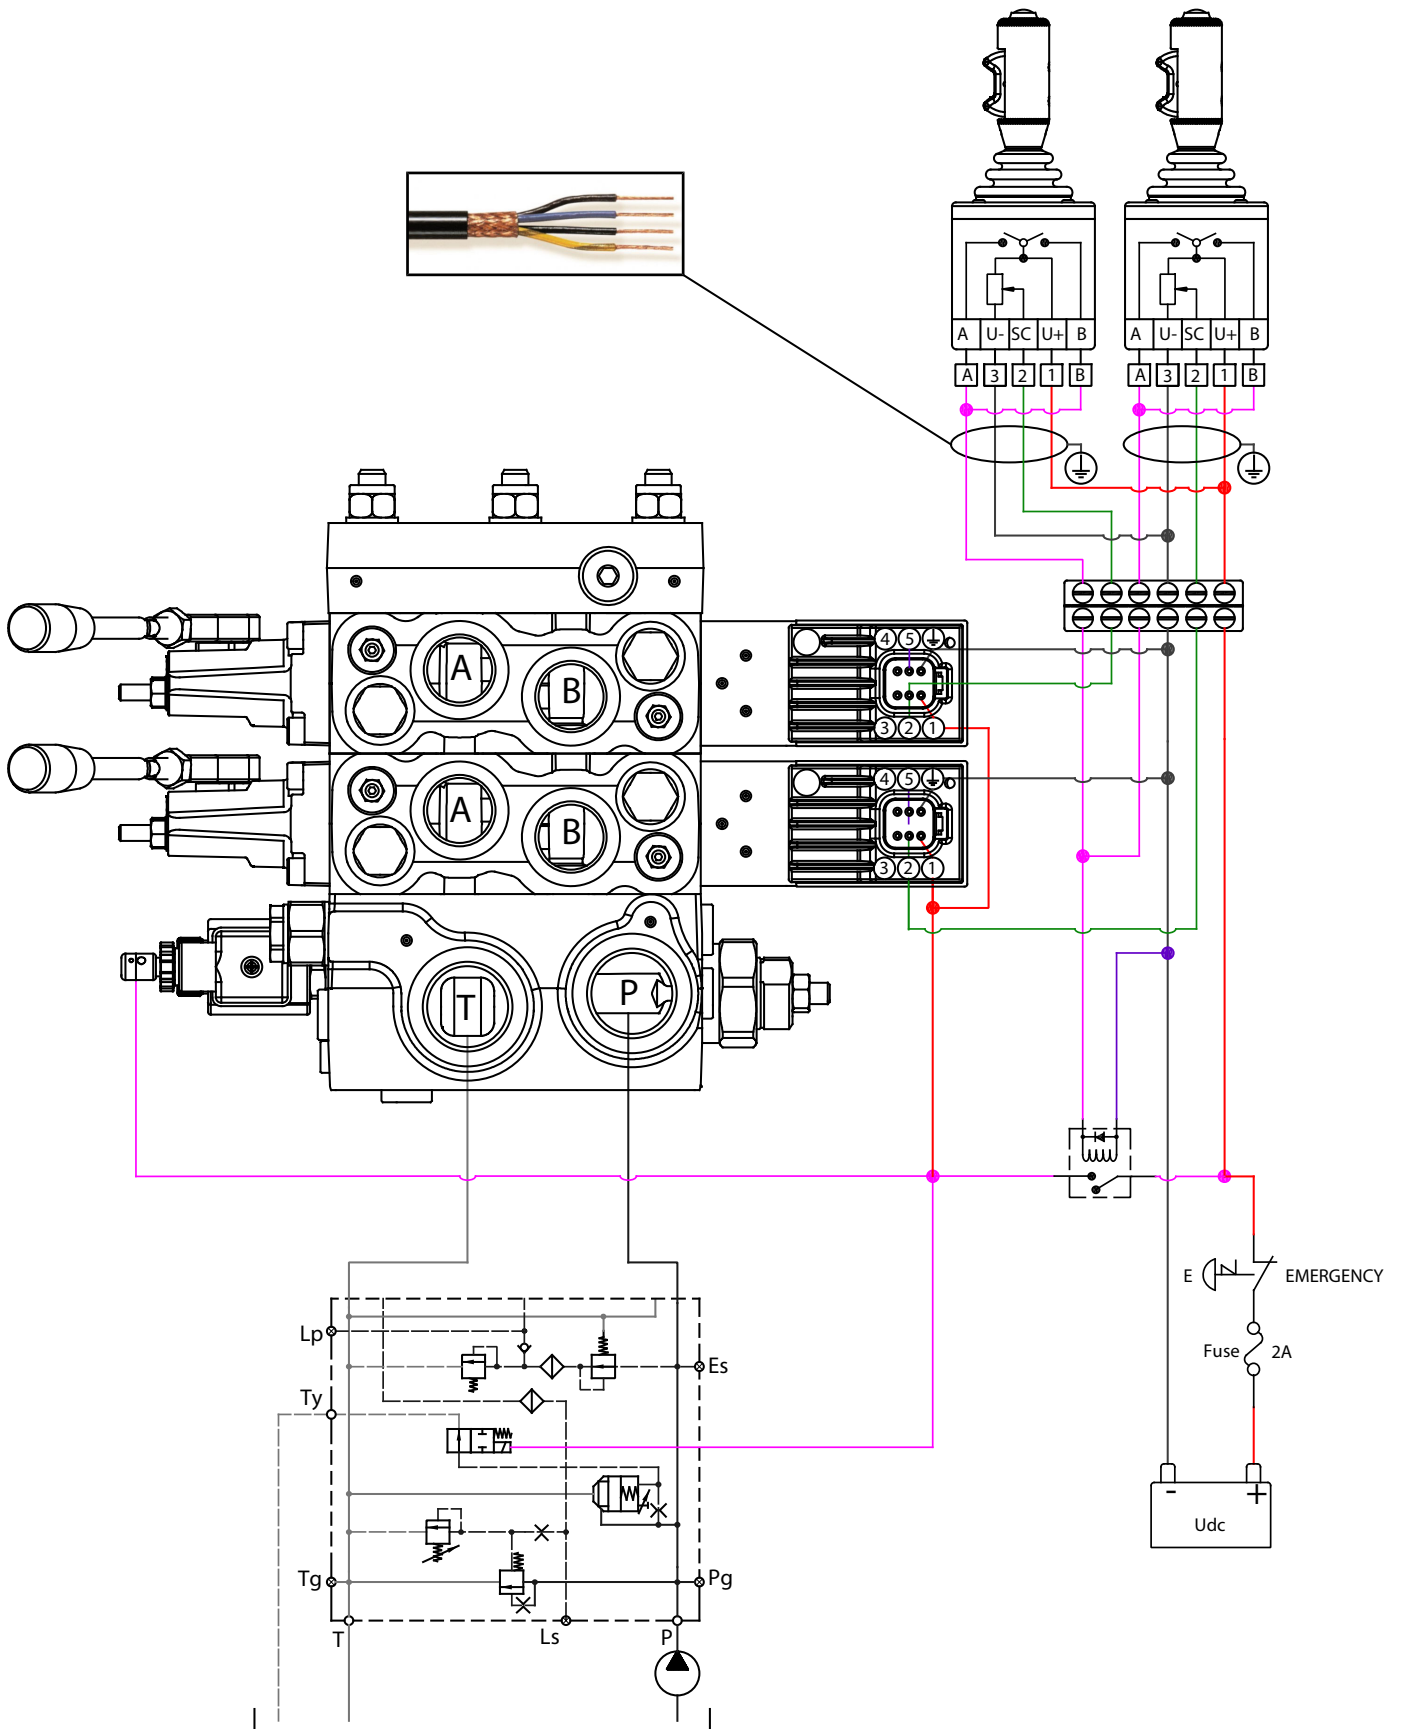 A U- SC U+ B
A U- SC U+ B
A 3 2 1 B
A 3 2 1 B
4 5
A
B
3 2 1
4 5
A
B
3 2 1
T
P
E
EMERGENCY
Fuse
2A
Lp
Es
Ty
- +
Udc
Tg
Pg
T
Ls
P